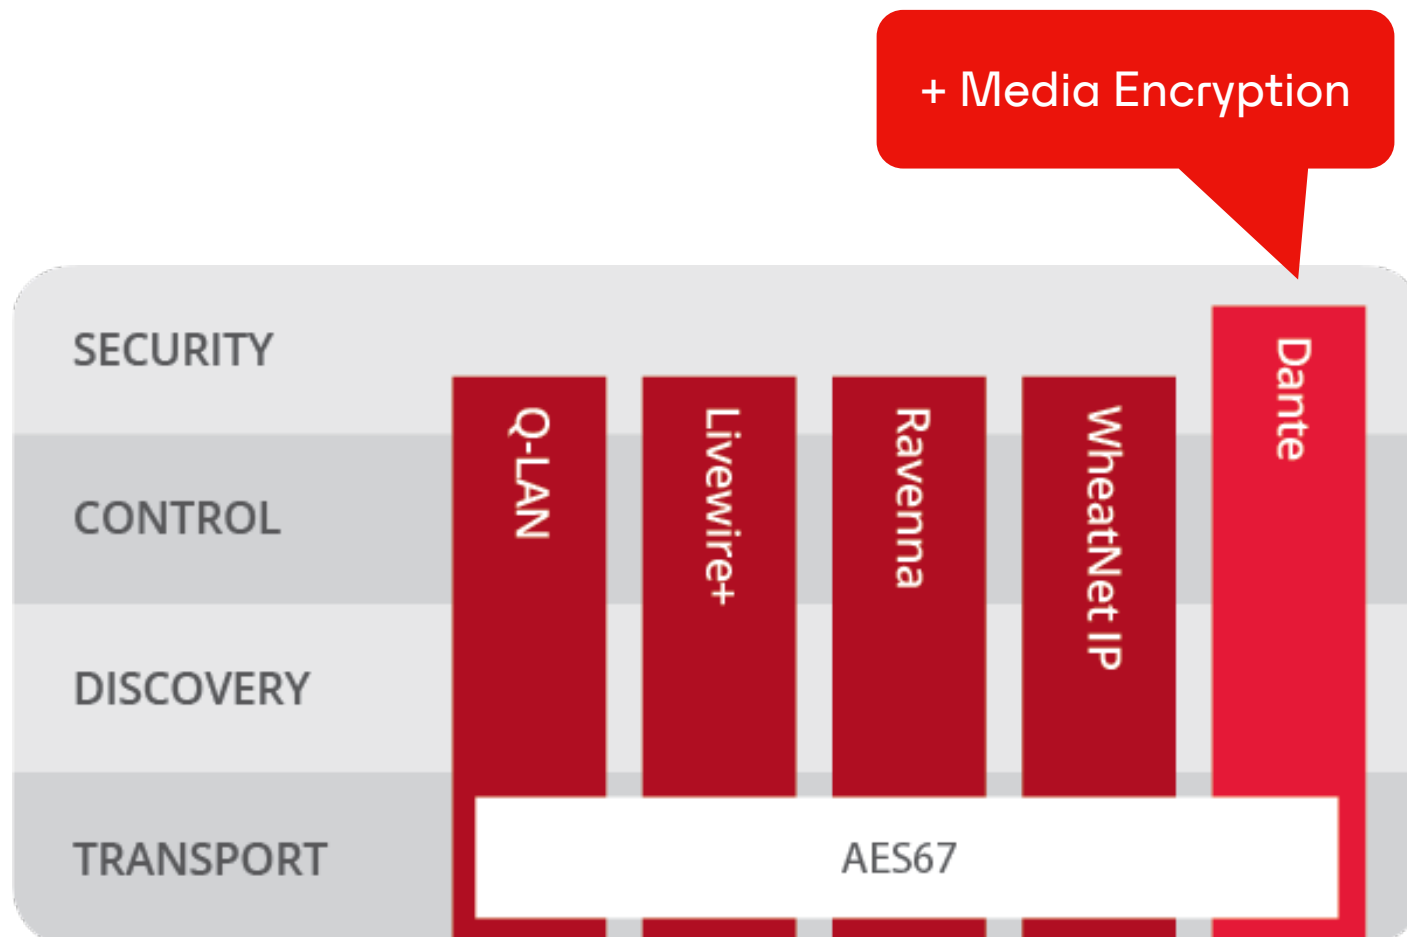 + Media Encryption
SECURITY
CONTROL
DISCOVERY
TRANSPORT
Q-LAN
Livewire+
Ravenna
WheatNet IP
Dante
AES67